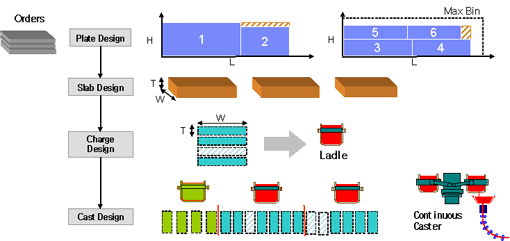 Orders
Plate Design
Slab Design
Charge
Design
Cast Design
H
1
2
L
Max Bin
H
5
6
3
4
L
T
W
W
T
Ladle
Continuous
Caster